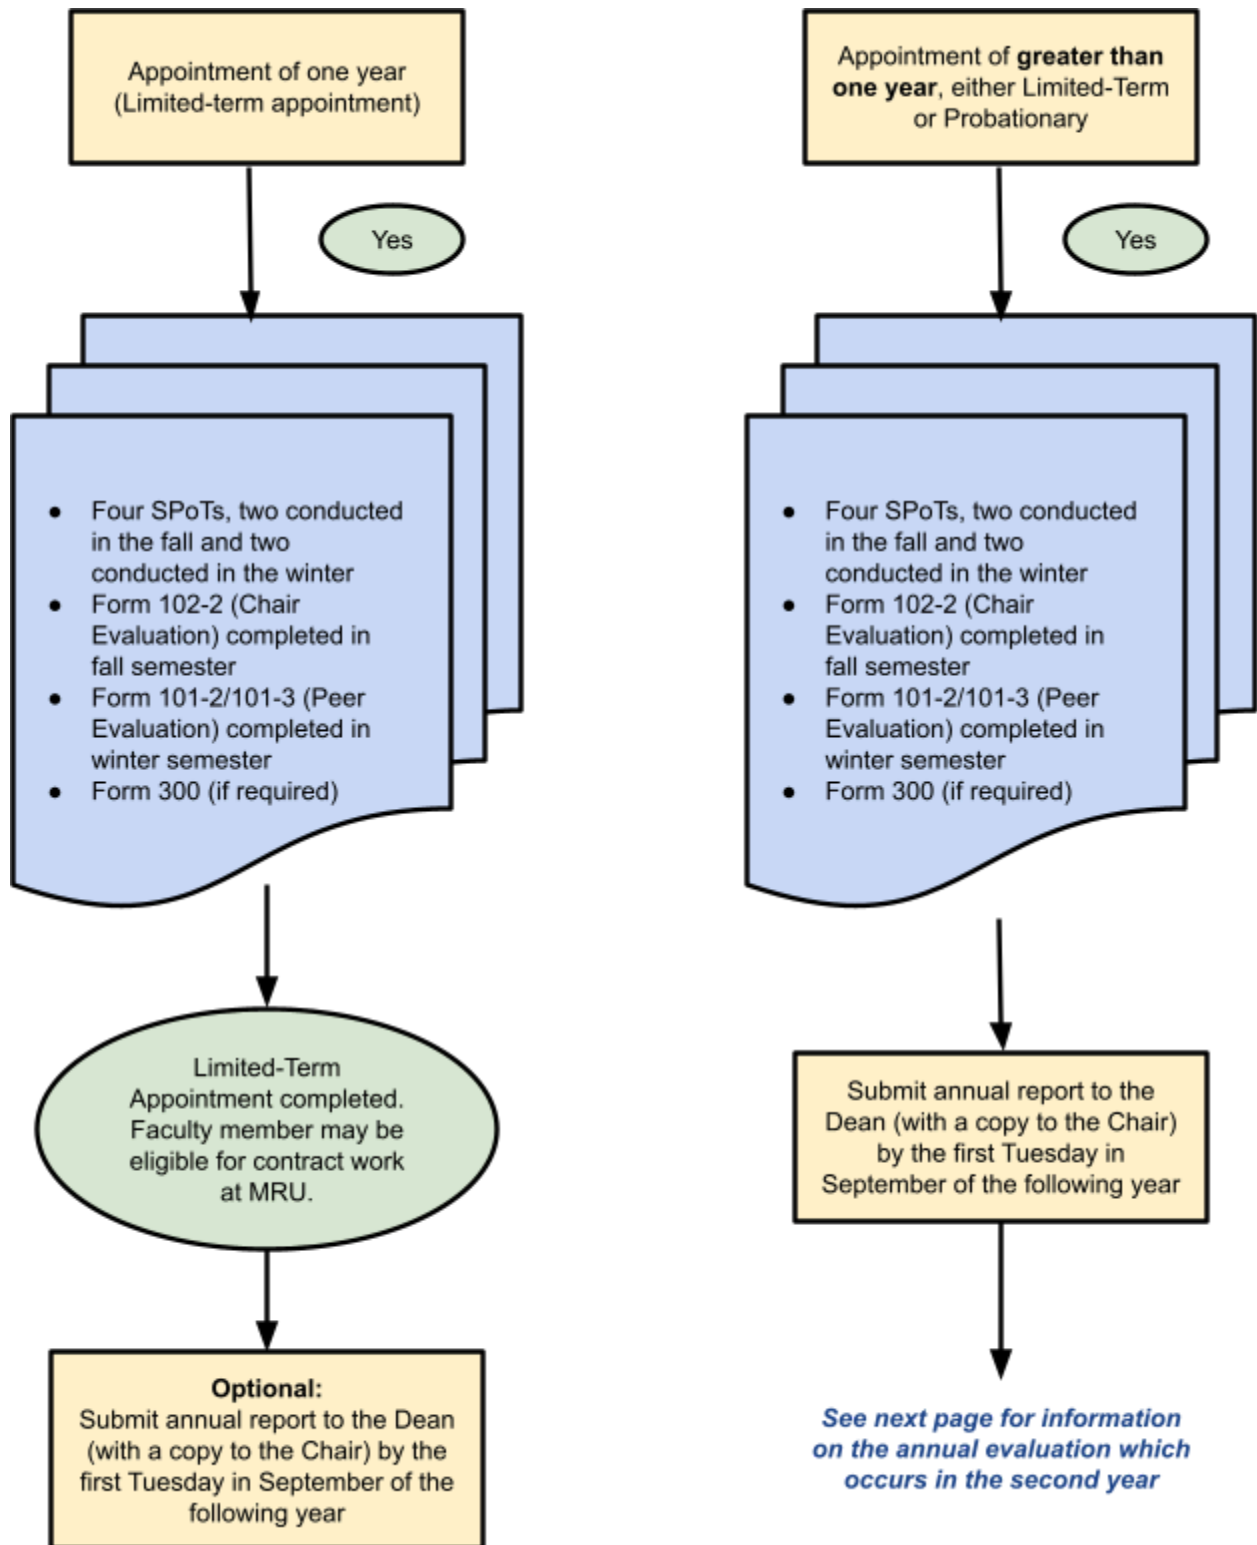 Appointment of one year
(Limited-term appointment)
Yes
● Four SPoTs, two conducted
in the fall and two
conducted in the winter
● Form 102-2 (Chair
Evaluation) completed in
fall semester
● Form 101-2/101-3 (Peer
Evaluation) completed in
winter semester
● Form 300 (if required)
Limited-Term
Appointment completed.
Faculty member may be
eligible for contract work
at MRU.
Optional:
Submit annual report to the Dean
(with a copy to the Chair) by the
first Tuesday in September of the
following year
Appointment of greater than
one year, either Limited-Term
or Probationary
Yes
● Four SPoTs, two conducted
in the fall and two
conducted in the winter
● Form 102-2 (Chair
Evaluation) completed in
fall semester
● Form 101-2/101-3 (Peer
Evaluation) completed in
winter semester
● Form 300 (if required)
Submit annual report to the
Dean (with a copy to the Chair)
by the first Tuesday in
September of the following year
See next page for information
on the annual evaluation which
occurs in the second year